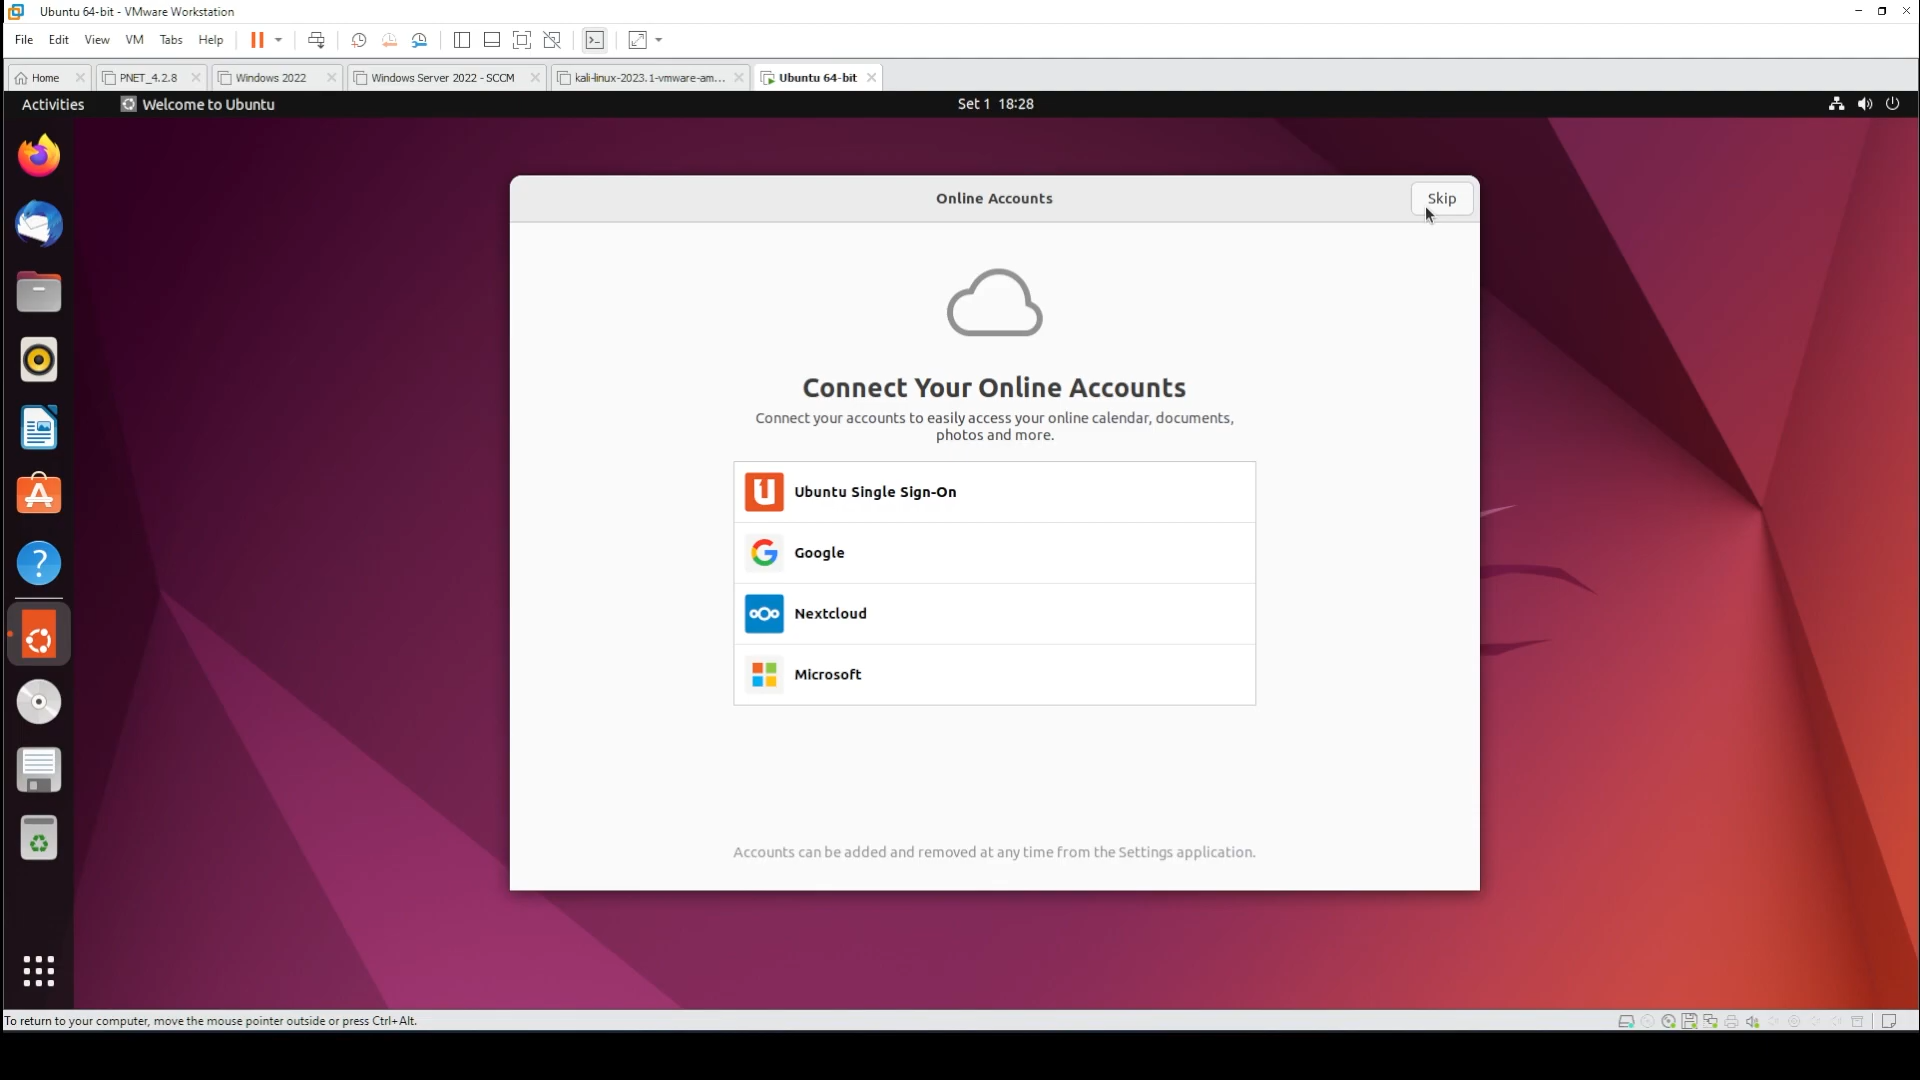 Ubuntu 64-bit - VMware Workstation
File Edit View VM Tabs Help
Home PNET_4.2.8 Windows 2022 Windows Server 2022 - SCCM kali-linux-2023.1-vmware-am... Ubuntu 64-bit
Activities Welcome to Ubuntu Set 1 18:28
Online Accounts Skip
Connect Your Online Accounts
Connect your accounts to easily access your online calendar, documents,
photos and more.
Ubuntu Single Sign-On
Google
Nextcloud
Microsoft
Accounts can be added and removed at any time from the Settings application.
To return to your computer, move the mouse pointer outside or press Ctrl+Alt.